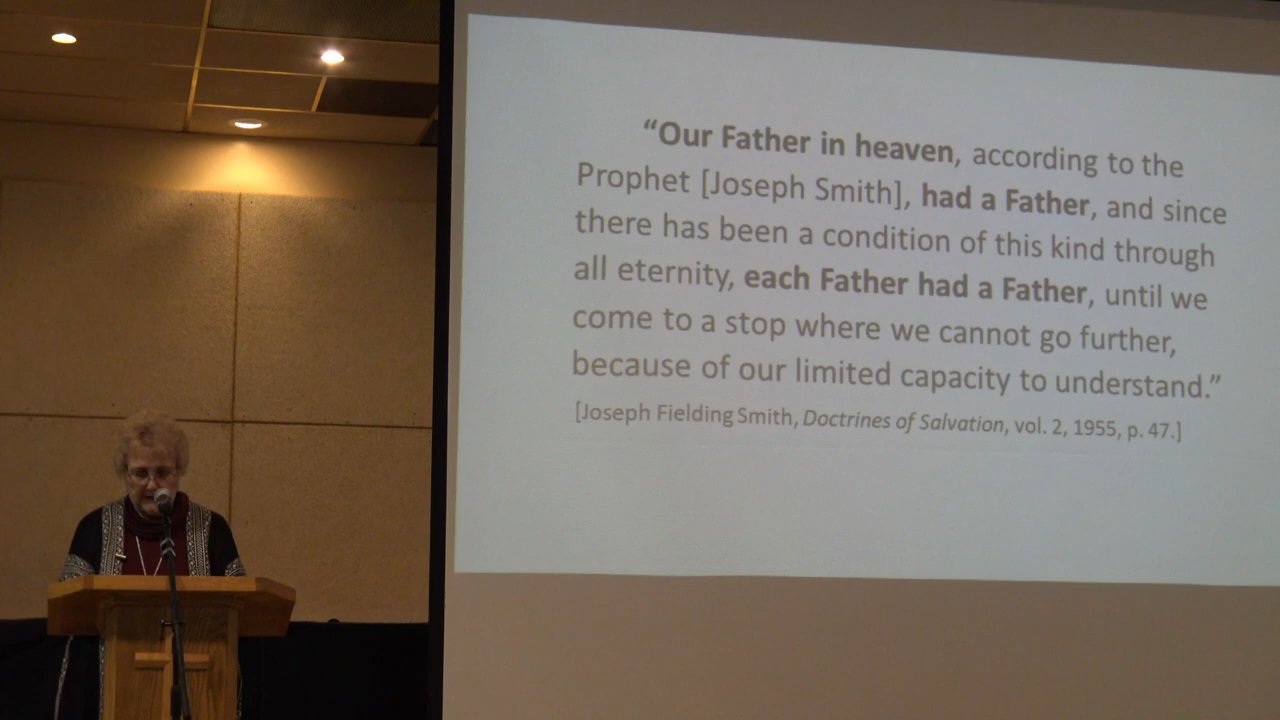 “Our Father in heaven, according to the
Prophet [Joseph Smith], had a Father, and since
there has been a condition of this kind through
all eternity, each Father had a Father, until we
come to a stop where we cannot go further,
because of our limited capacity to understand.”
[Joseph Fielding Smith, Doctrines of Salvation, vol. 2, 1955, p. 47.]